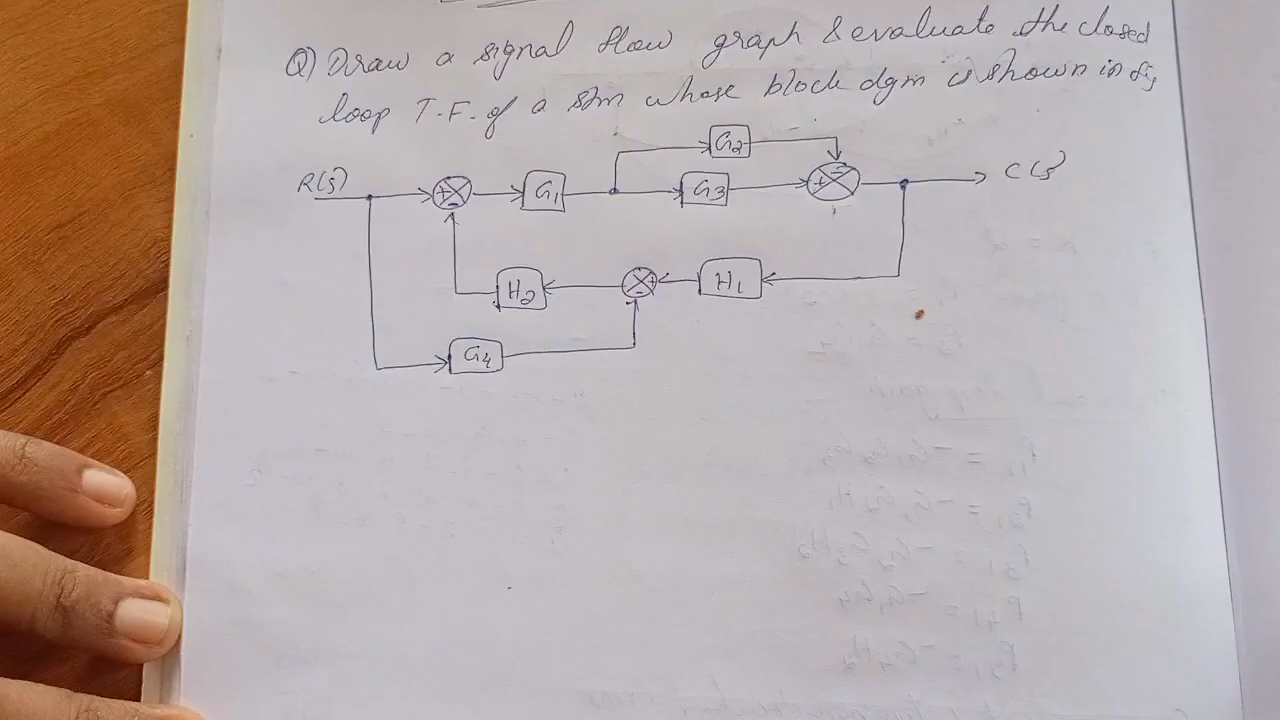 Q) Draw a signal flow graph & evaluate the closed
loop T.F. of a s/m whose block dgm is shown in fig
G2
R(s) + - G1 G3 + - C(s)
H2 + - H1
G4